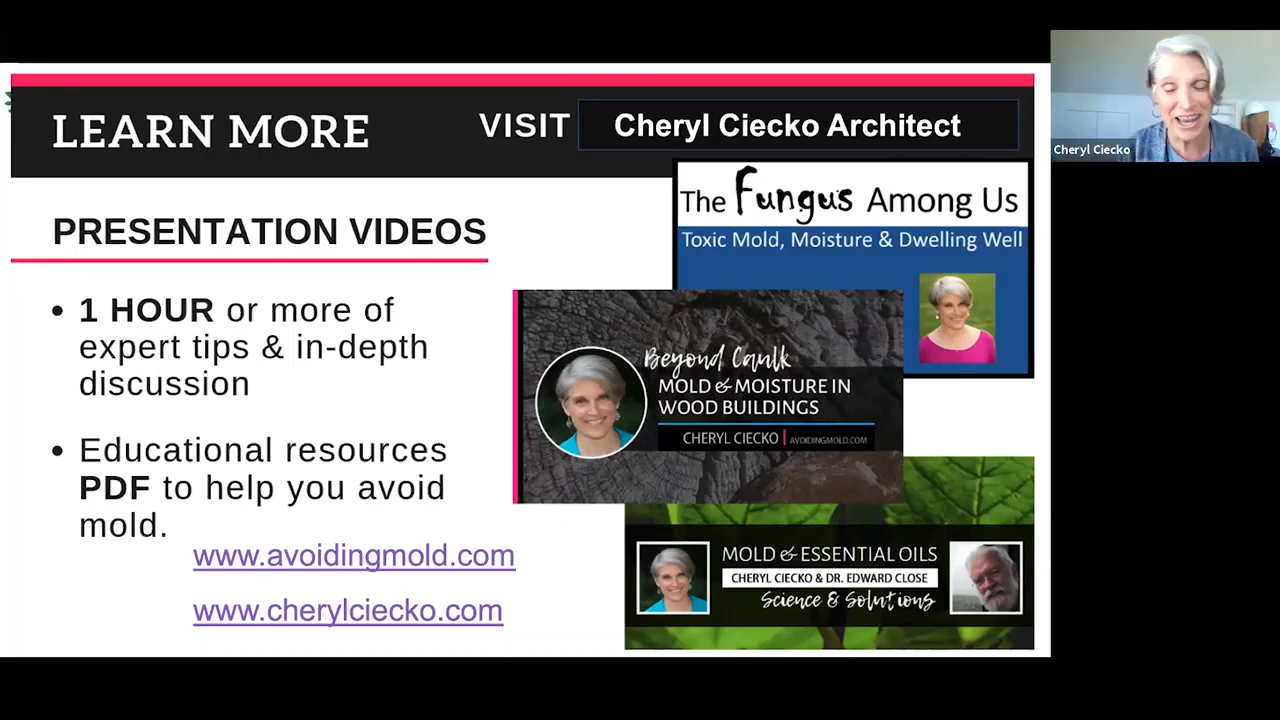 LEARN MORE
VISIT Cheryl Ciecko Architect
PRESENTATION VIDEOS
• 1 HOUR or more of
expert tips & in-depth
discussion
• Educational resources
PDF to help you avoid
mold.
www.avoidingmold.com
www.cherylciecko.com
The Fungus Among Us
Toxic Mold, Moisture & Dwelling Well
Beyond Caulk
MOLD & MOISTURE IN
WOOD BUILDINGS
CHERYL CIECKO | AVOIDINGMOLD.COM
MOLD & ESSENTIAL OILS
CHERYL CIECKO & DR. EDWARD CLOSE
Science & Solutions
Cheryl Ciecko